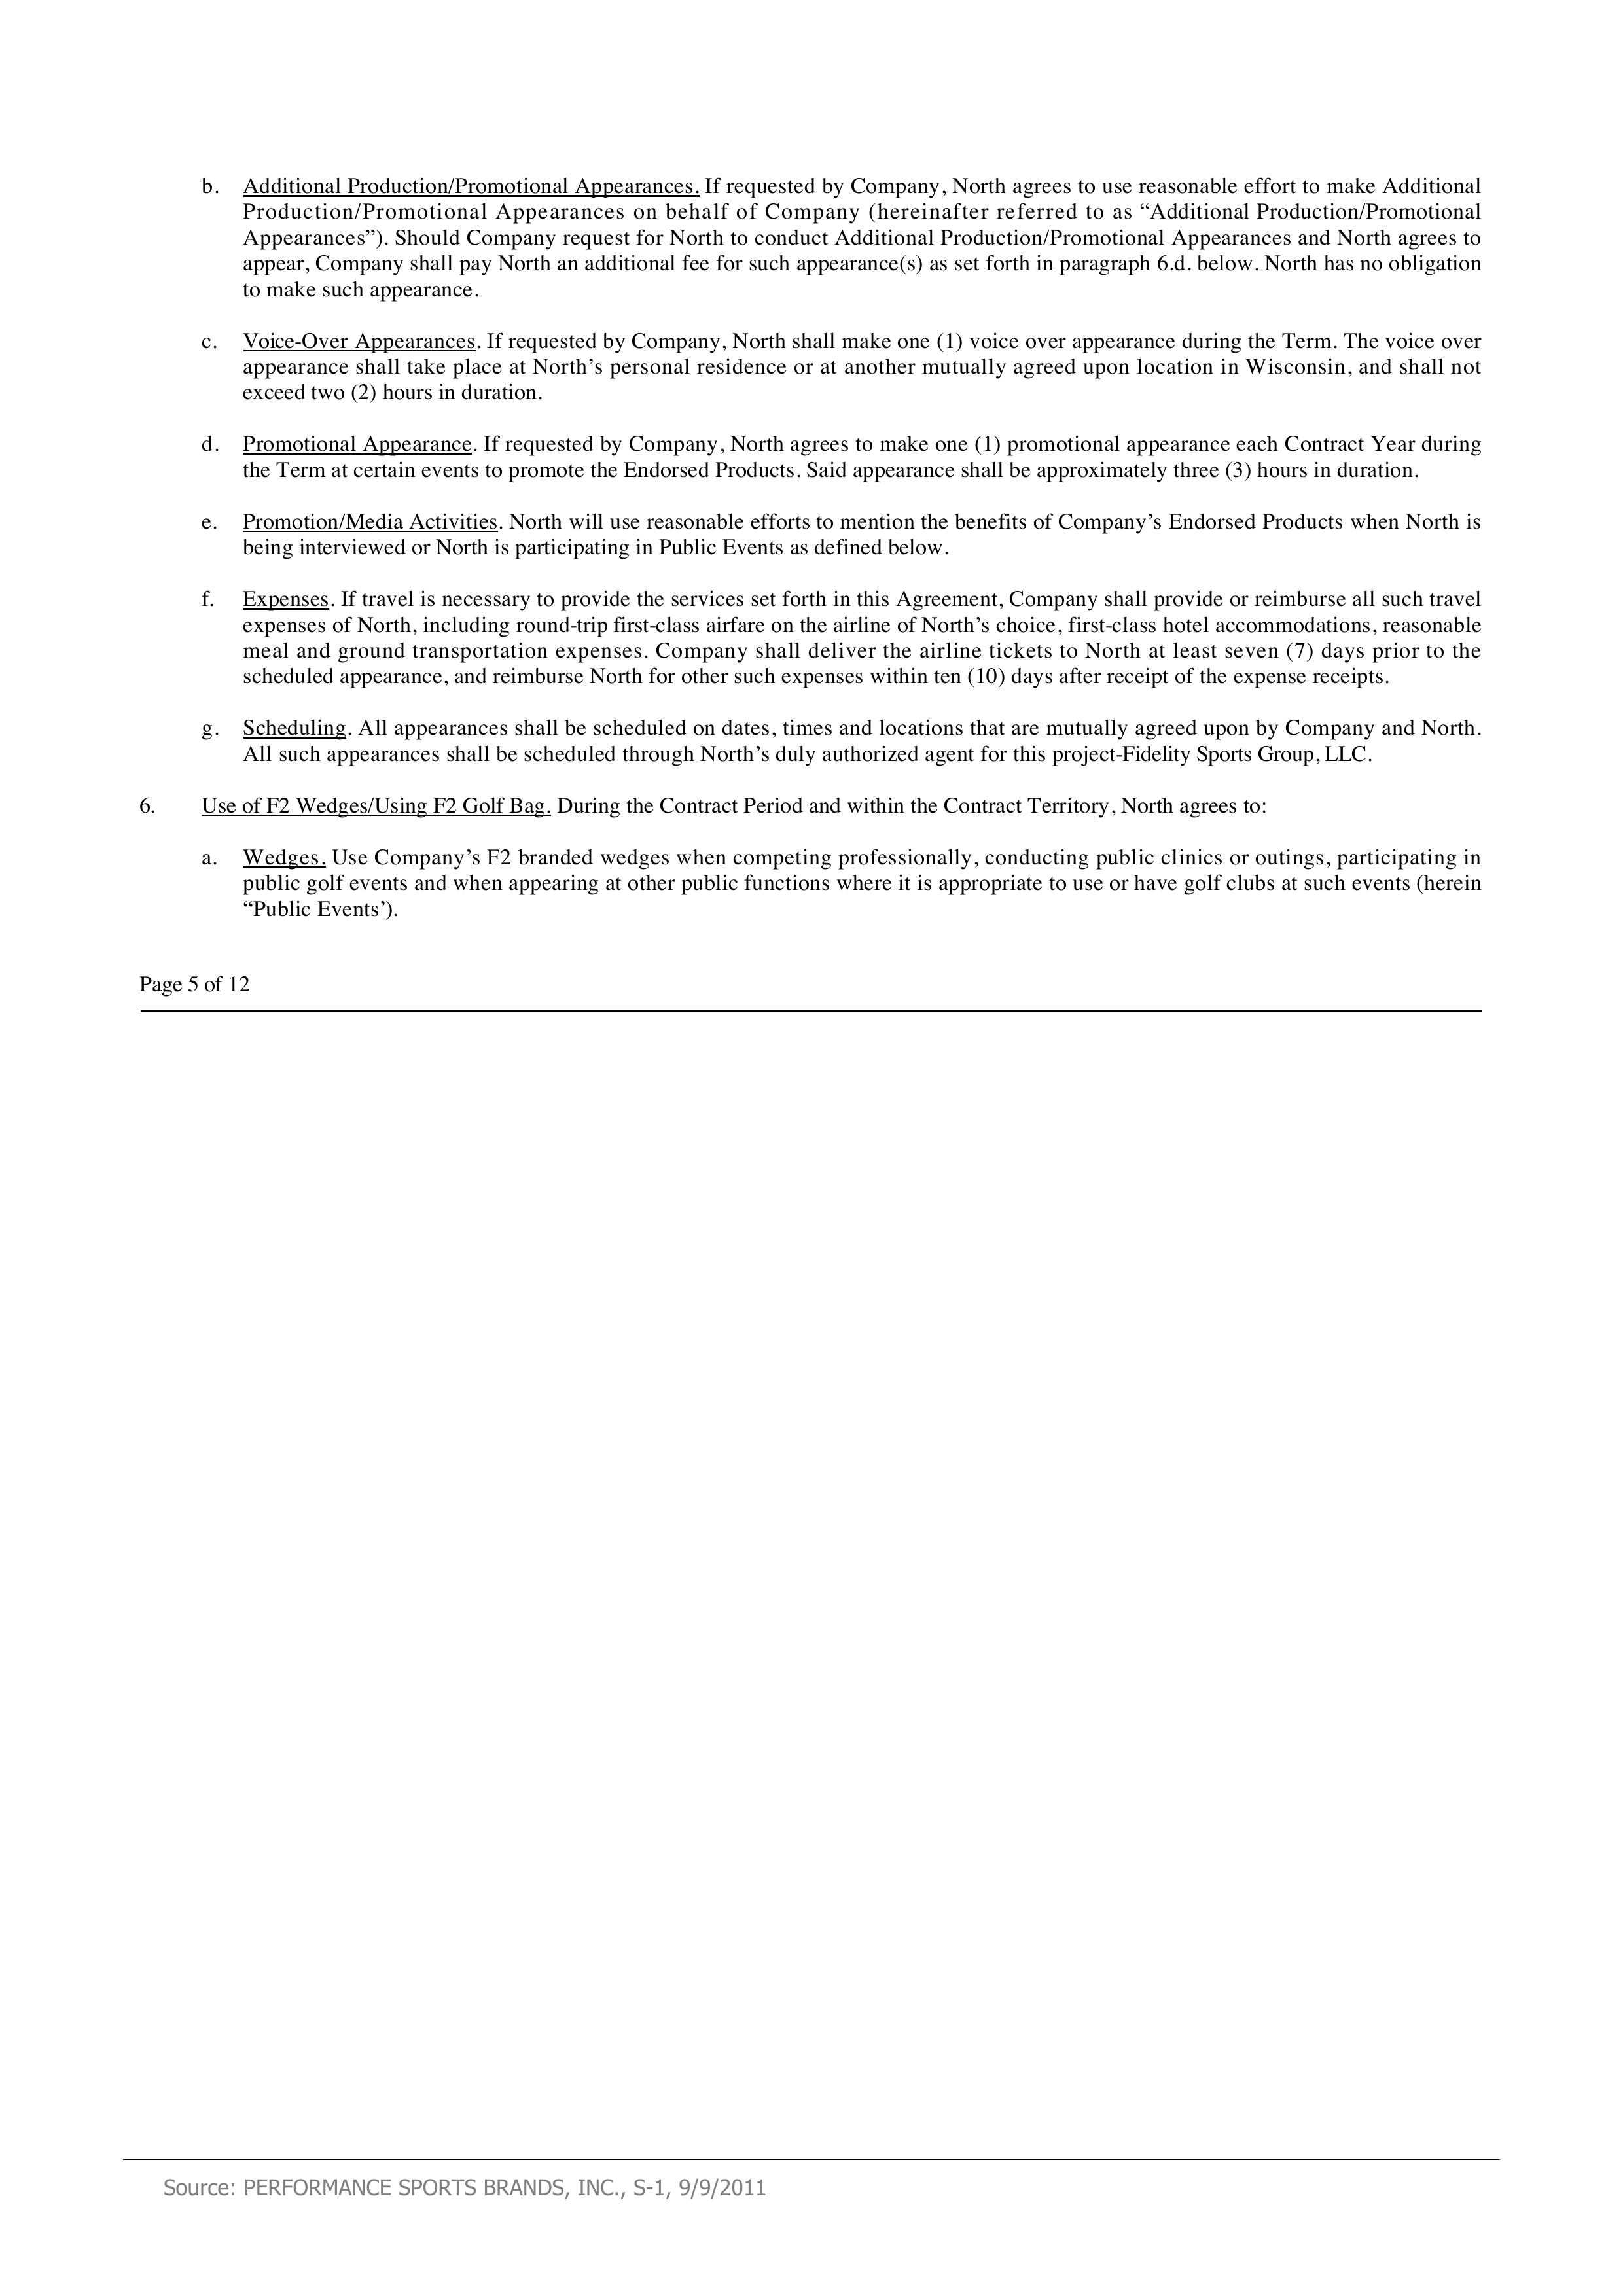 b. Additional Production/Promotional Appearances. If requested by Company, North agrees to use reasonable effort to make Additional
Production/Promotional Appearances on behalf of Company (hereinafter referred to as “Additional Production/Promotional
Appearances”). Should Company request for North to conduct Additional Production/Promotional Appearances and North agrees to
appear, Company shall pay North an additional fee for such appearance(s) as set forth in paragraph 6.d. below. North has no obligation
to make such appearance.
c. Voice-Over Appearances. If requested by Company, North shall make one (1) voice over appearance during the Term. The voice over
appearance shall take place at North’s personal residence or at another mutually agreed upon location in Wisconsin, and shall not
exceed two (2) hours in duration.
d. Promotional Appearance. If requested by Company, North agrees to make one (1) promotional appearance each Contract Year during
the Term at certain events to promote the Endorsed Products. Said appearance shall be approximately three (3) hours in duration.
e. Promotion/Media Activities. North will use reasonable efforts to mention the benefits of Company’s Endorsed Products when North is
being interviewed or North is participating in Public Events as defined below.
f. Expenses. If travel is necessary to provide the services set forth in this Agreement, Company shall provide or reimburse all such travel
expenses of North, including round-trip first-class airfare on the airline of North’s choice, first-class hotel accommodations, reasonable
meal and ground transportation expenses. Company shall deliver the airline tickets to North at least seven (7) days prior to the
scheduled appearance, and reimburse North for other such expenses within ten (10) days after receipt of the expense receipts.
g. Scheduling. All appearances shall be scheduled on dates, times and locations that are mutually agreed upon by Company and North.
All such appearances shall be scheduled through North’s duly authorized agent for this project-Fidelity Sports Group, LLC.
6. Use of F2 Wedges/Using F2 Golf Bag. During the Contract Period and within the Contract Territory, North agrees to:
a. Wedges. Use Company’s F2 branded wedges when competing professionally, conducting public clinics or outings, participating in
public golf events and when appearing at other public functions where it is appropriate to use or have golf clubs at such events (herein
“Public Events’).
Page 5 of 12
Source: PERFORMANCE SPORTS BRANDS, INC., S-1, 9/9/2011